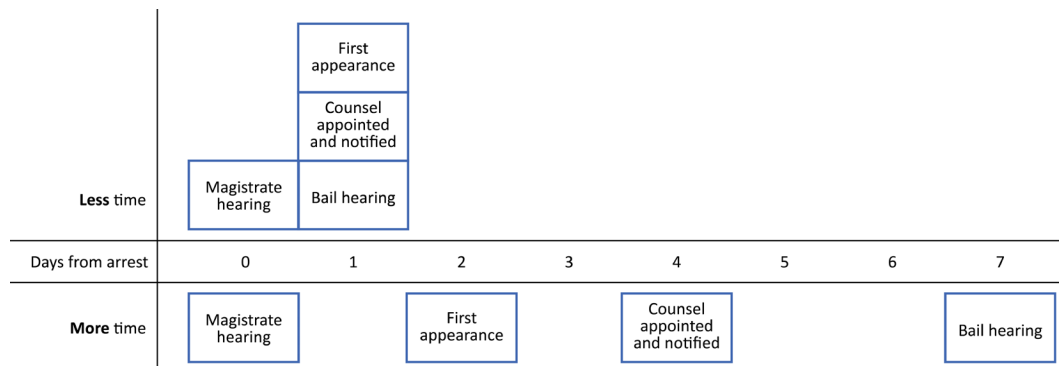 First
appearance
Counsel
appointed
and notified
Less time
Magistrate
hearing
Bail hearing
Days from arrest 0 1 2 3 4 5 6 7
More time
Magistrate
hearing
First
appearance
Counsel
appointed
and notified
Bail hearing